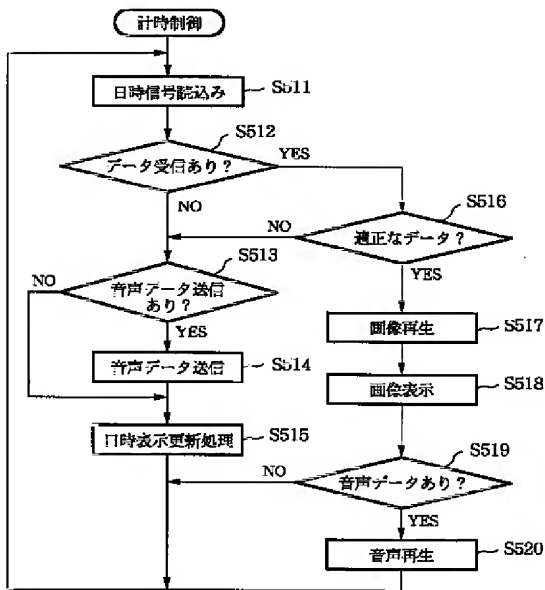 計時制御
日時信号読込み
S511
S512
データ受信あり?
YES
NO
S516
適正なデータ?
NO
YES
S513
音声データ送信
あり?
NO
YES
画像再生
S517
音声データ送信
S514
画像表示
S518
日時表示更新処理
S515
S519
音声データあり?
NO
YES
音声再生
S520